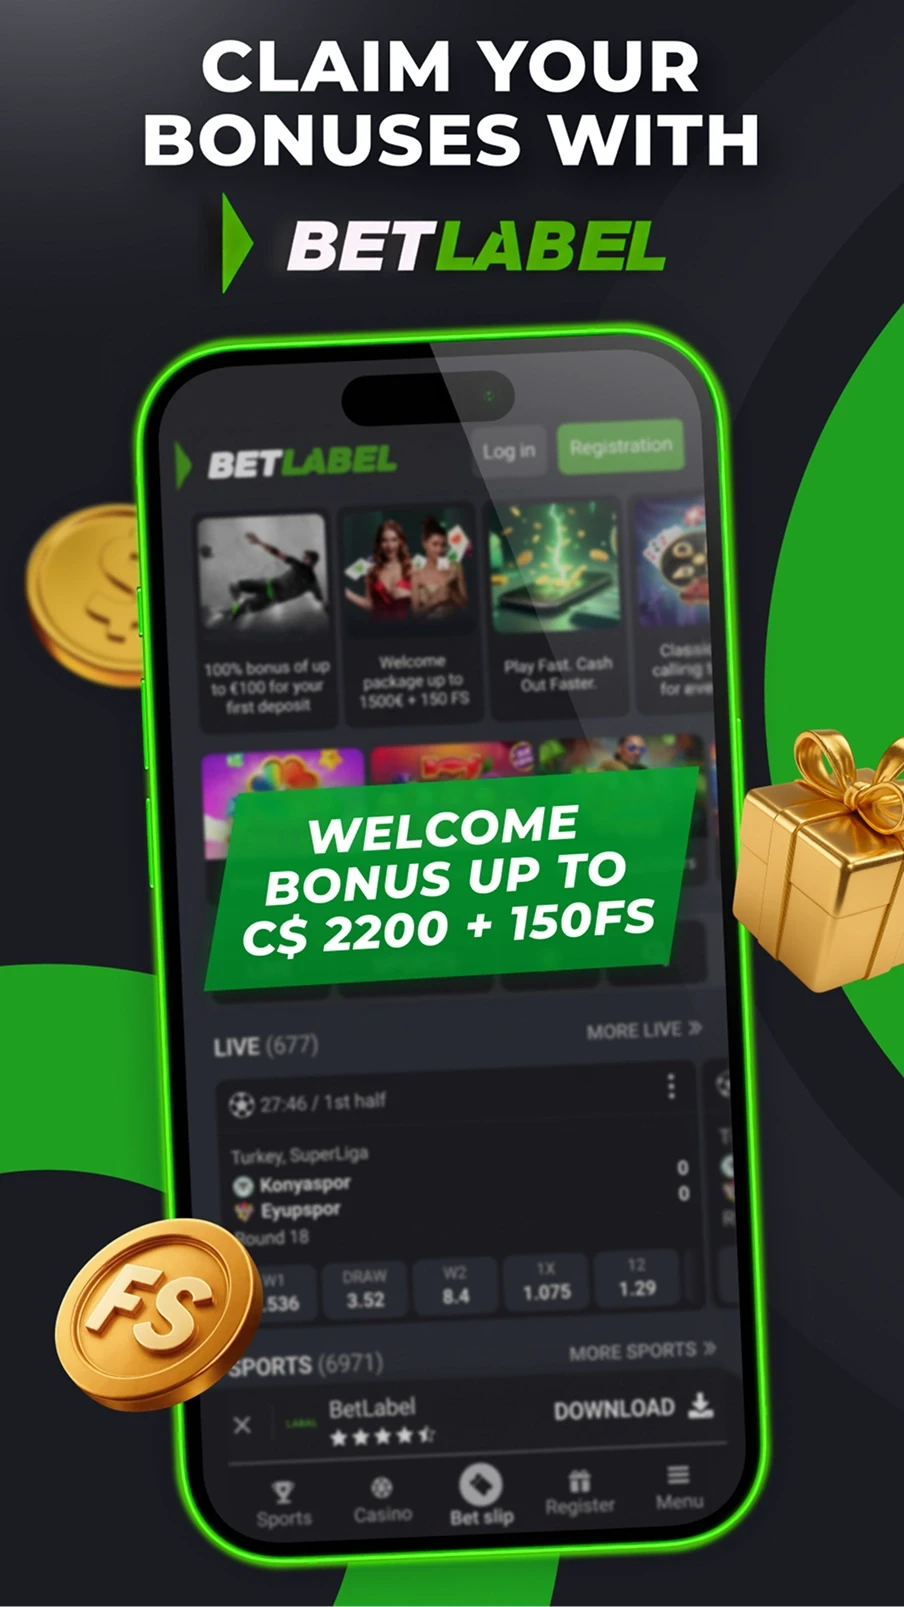 CLAIM YOUR
BONUSES WITH
BETLABEL
BETLABEL
Log in
Registration
100% bonus of up
to €100 for your
first deposit
Welcome
package up to
1500€ + 150 FS
Play Fast. Cash
Out Faster.
calling
for
WELCOME
BONUS UP TO
C$ 2200 + 150FS
LIVE (677)
MORE LIVE »
27:46 / 1st half
Turkey, SuperLiga
Konyaspor
0
Eyupspor
0
Round 18
W1
.536
DRAW
3.52
W2
8.4
1X
1.075
12
1.29
FS
SPORTS (6971)
MORE SPORTS »
BetLabel
DOWNLOAD
Sports
Casino
Bet slip
Register
Menu